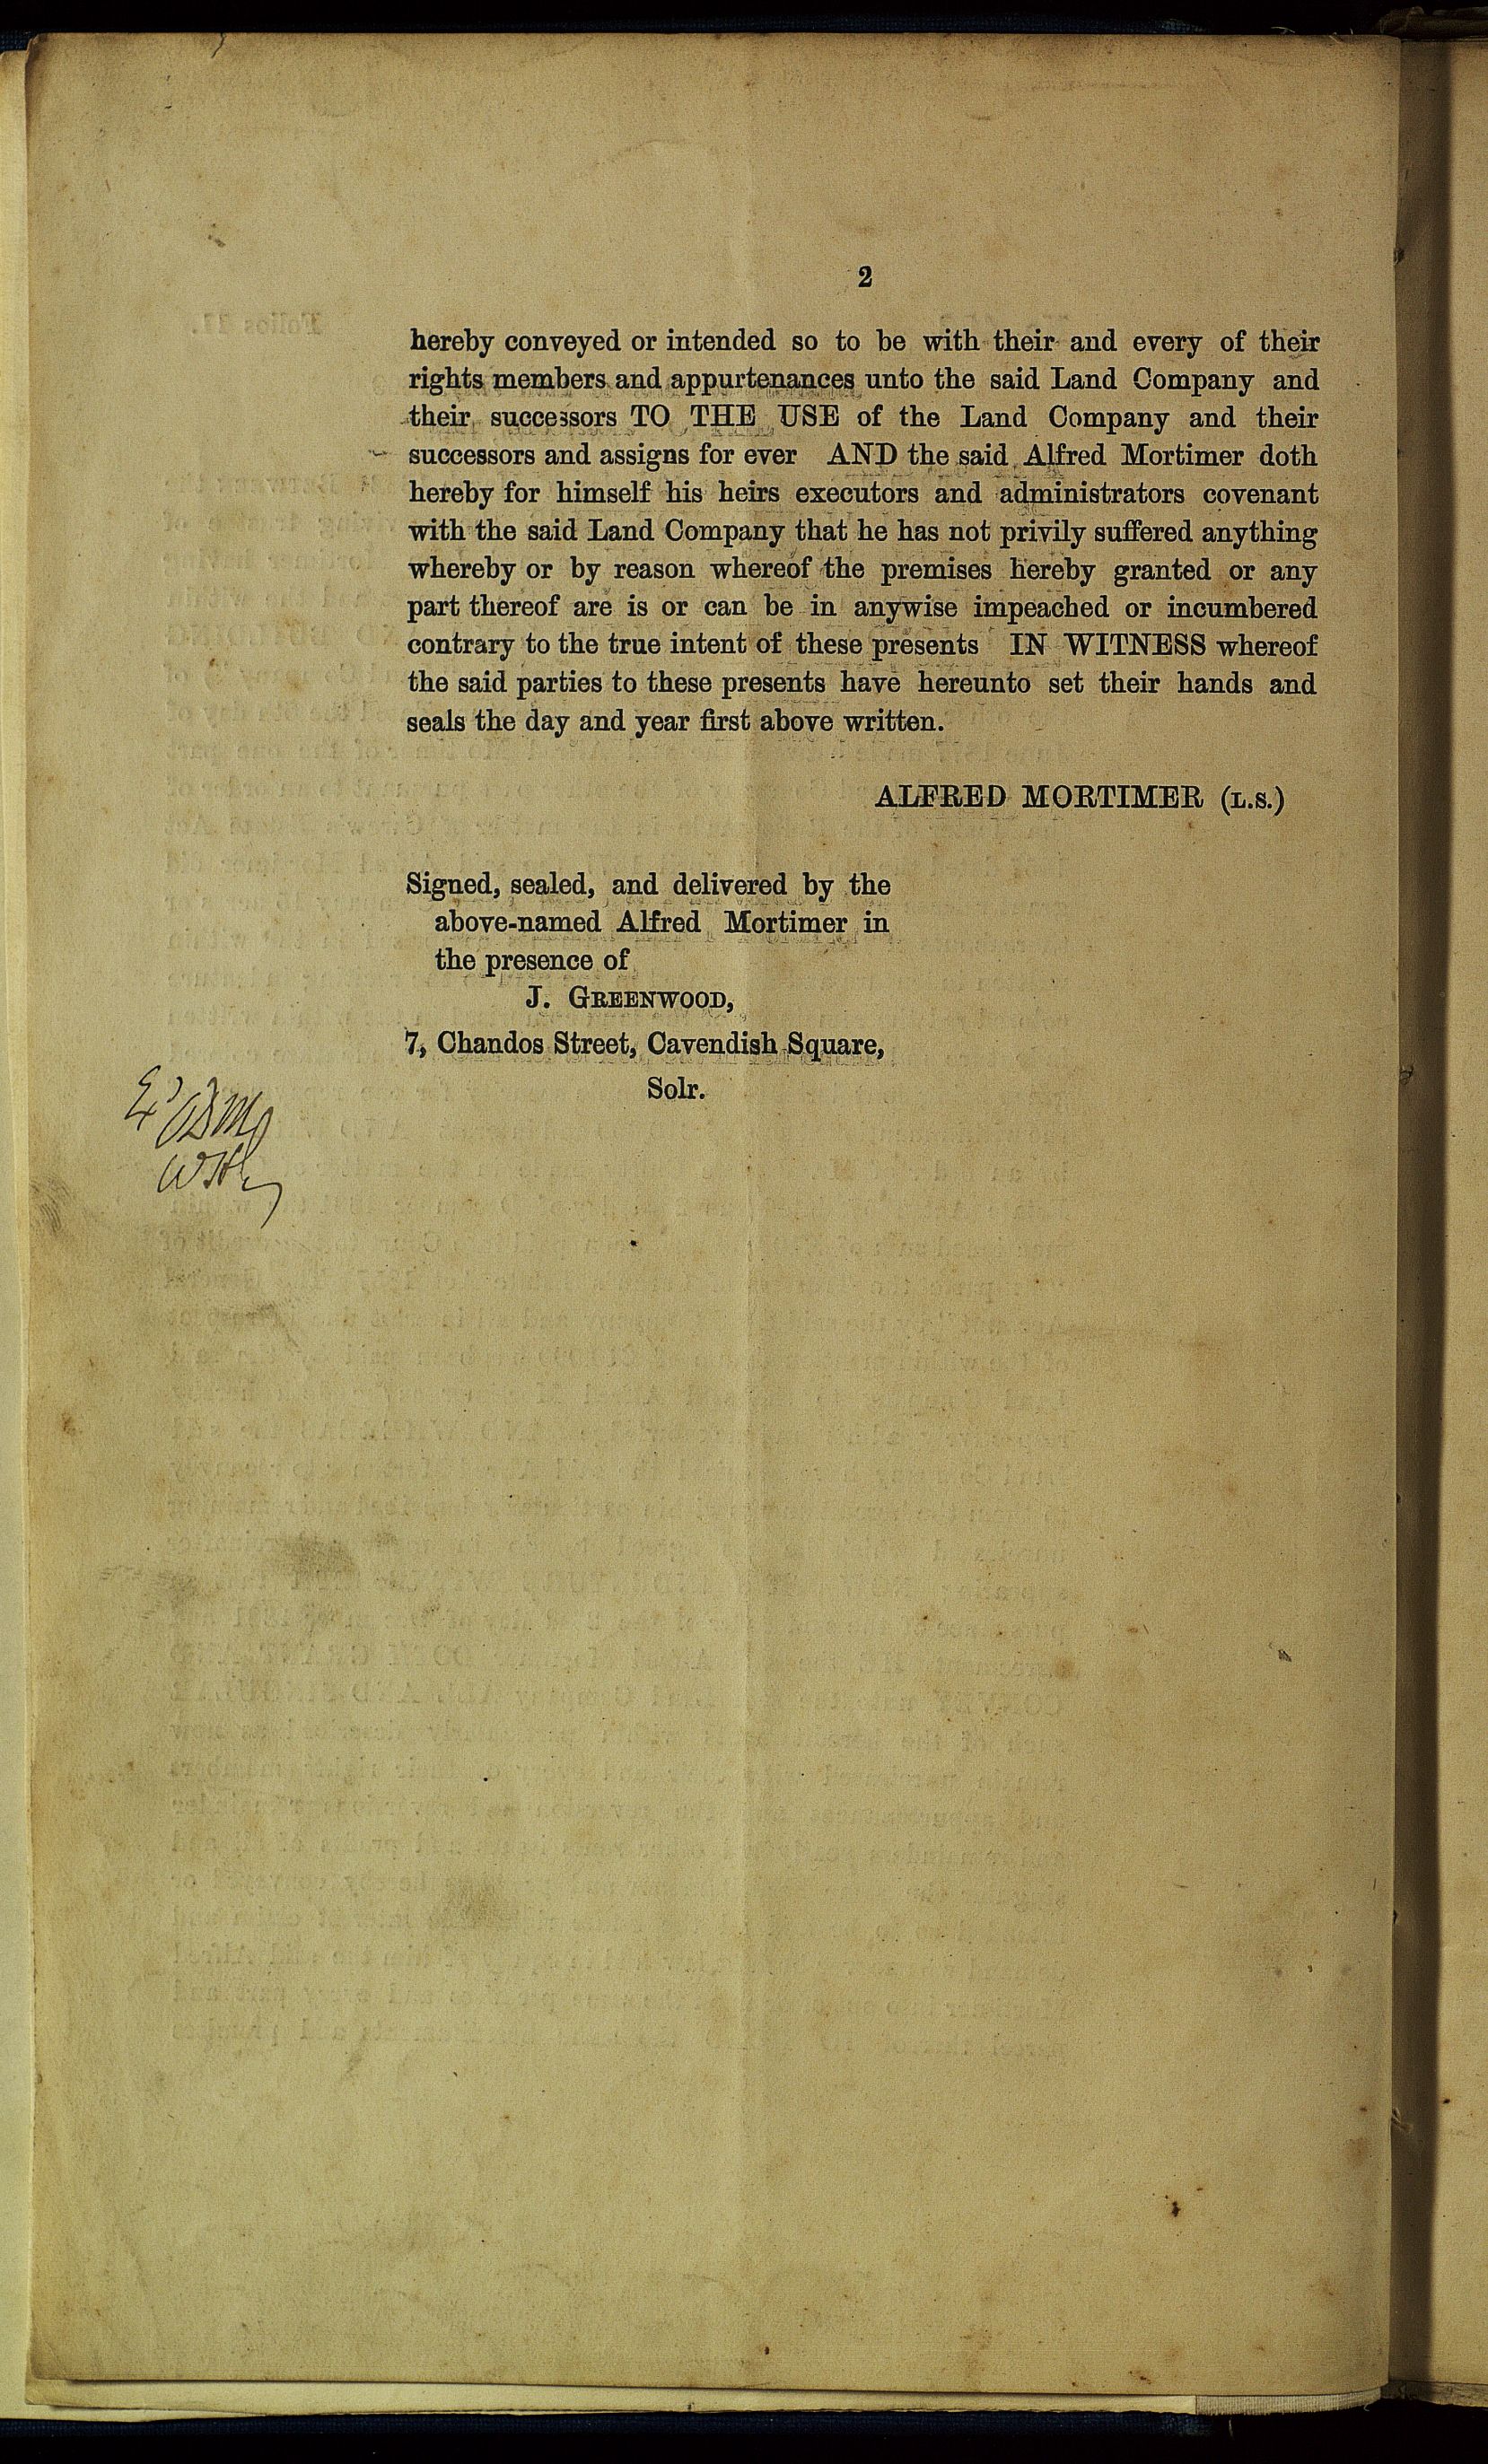 2
hereby conveyed or intended so to be with their and every of their
rights members and appurtenances unto the said Land Company and
their successors TO THE USE of the Land Company and their
successors and assigns for ever AND the said Alfred Mortimer doth
hereby for himself his heirs executors and administrators covenant
with the said Land Company that he has not privily suffered anything
whereby or by reason whereof the premises hereby granted or any
part thereof are is or can be in anywise impeached or incumbered
contrary to the true intent of these presents IN WITNESS whereof
the said parties to these presents have hereunto set their hands and
seals the day and year first above written.
ALFRED MORTIMER (L.S.)
Signed, sealed, and delivered by the
above-named Alfred Mortimer in
the presence of
J. GREENWOOD,
7, Chandos Street, Cavendish Square,
Solr.